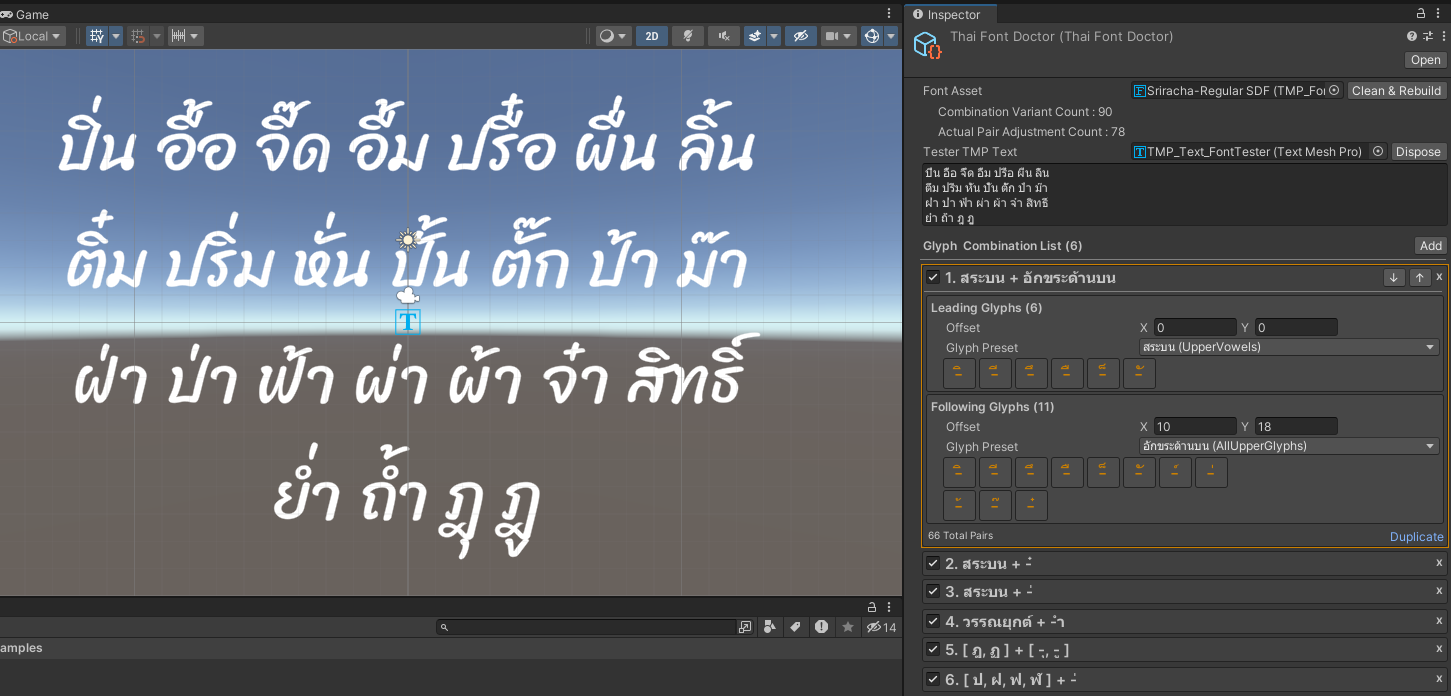 Game
Local
2D
ปิ่น อื้อ จี๊ด อื้ม ปรื๋อ ผื่น ลิ้น
ติ๋ม ปริ่ม หั่น ปั้น ตั๊ก ป้า ม๊า
ฝ่า ป่า ฟ้า ผ่า ผ้า จ๋า สิทธิ์
ย่ำ ถ้ำ ฎุ ฎู
14
amples
Inspector
Thai Font Doctor (Thai Font Doctor)
Open
Font Asset Sriracha-Regular SDF (TMP_For Clean & Rebuild
Combination Variant Count : 90
Actual Pair Adjustment Count : 78
Tester TMP Text TMP_Text_FontTester (Text Mesh Pro) Dispose
ปิ่น อื้อ จี๊ด อื้ม ปรื๋อ ผื่น ลิ้น
ติ๋ม ปริ่ม หั่น ปั้น ตั๊ก ป้า ม๊า
ฝ่า ป่า ฟ้า ผ่า ผ้า จ๋า สิทธิ์
ย่ำ ถ้ำ ฎุ ฎู
Glyph Combination List (6) Add
1. สระบน + อักขระด้านบน x
Leading Glyphs (6)
Offset X 0 Y 0
Glyph Preset สระบน (UpperVowels)
Following Glyphs (11)
Offset X 10 Y 18
Glyph Preset อักขระด้านบน (AllUpperGlyphs)
66 Total Pairs Duplicate
2. สระบน + -๋ x
3. สระบน + -่ x
4. วรรณยุกต์ + -ำ x
5. [ ฎ, ฏ ] + [ -ุ, -ู ] x
6. [ ป, ฝ, ฟ, ฬ ] + -่ x